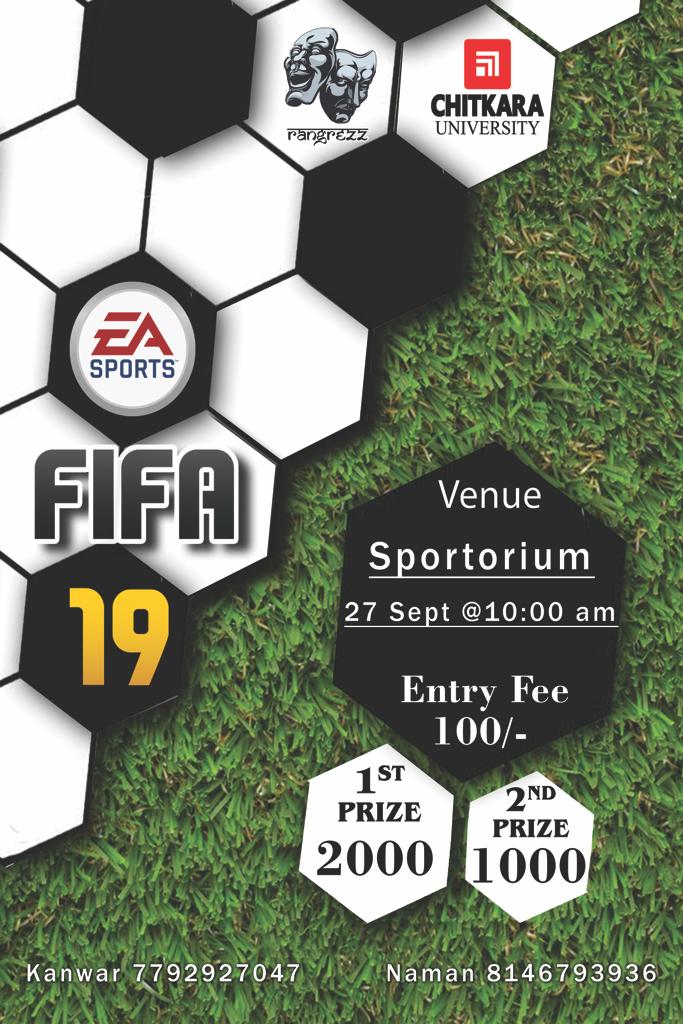 rangrezz
CHITKARA
UNIVERSITY
EA
SPORTS
FIFA
19
Venue
Sportorium
27 Sept @10:00 am
Entry Fee
100/-
1ST
PRIZE
2000
2ND
PRIZE
1000
Kanwar 7792927047
Naman 8146793936